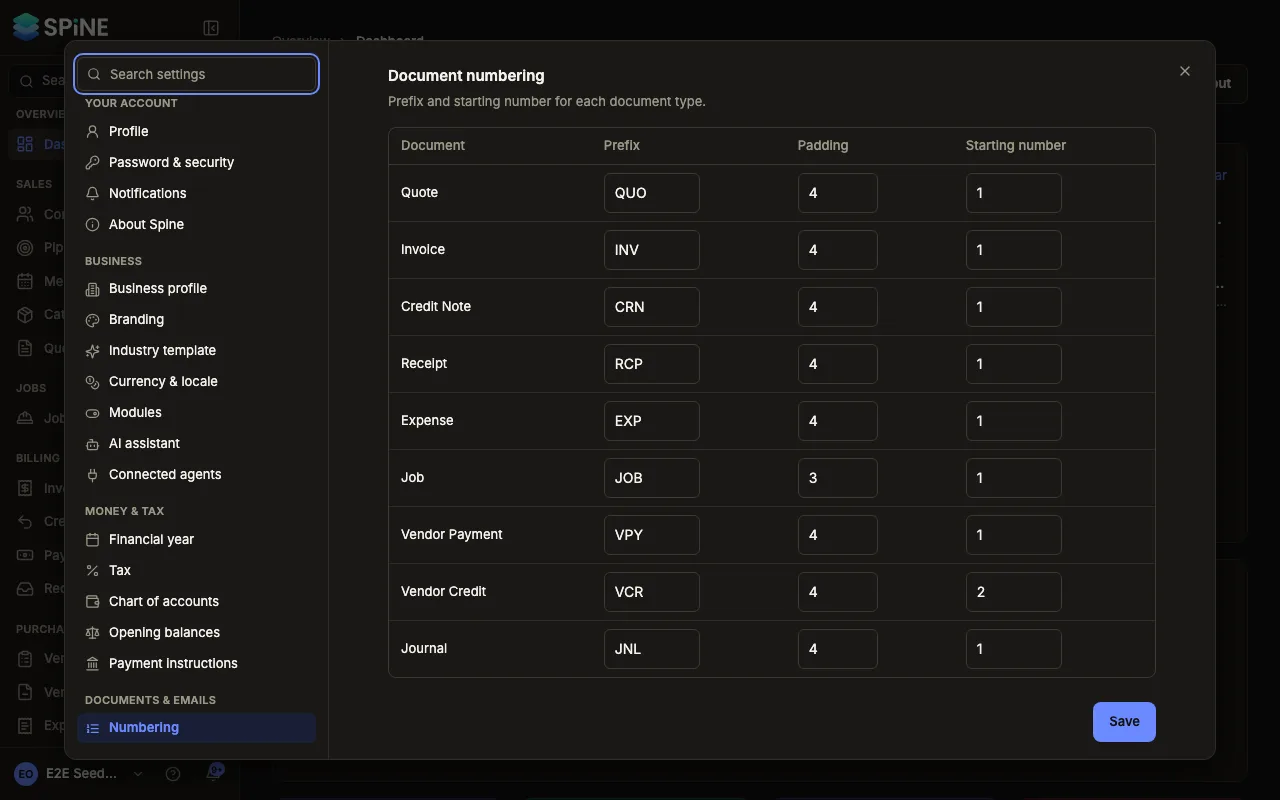 SPiNE
Overview
Dashboard
Search settings
YOUR ACCOUNT
Profile
Password & security
Notifications
About Spine
BUSINESS
Business profile
Branding
Industry template
Currency & locale
Modules
AI assistant
Connected agents
MONEY & TAX
Financial year
Tax
Chart of accounts
Opening balances
Payment instructions
DOCUMENTS & EMAILS
Numbering
Document numbering
Prefix and starting number for each document type.
Document Prefix Padding Starting number
Quote QUO 4 1
Invoice INV 4 1
Credit Note CRN 4 1
Receipt RCP 4 1
Expense EXP 4 1
Job JOB 3 1
Vendor Payment VPY 4 1
Vendor Credit VCR 4 2
Journal JNL 4 1
Save
SALES
JOBS
BILLING
EO E2E Seed...
9+